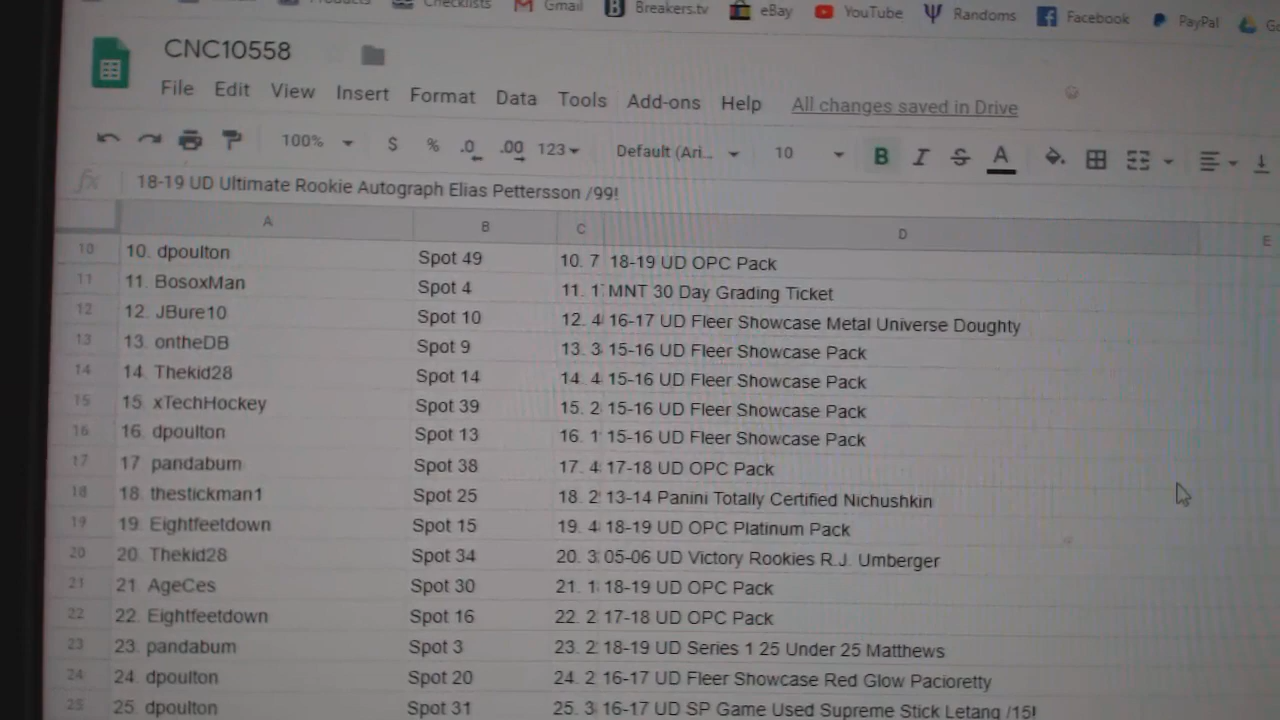 Products Checklists Gmail Breakers.tv eBay YouTube Randoms Facebook PayPal
CNC10558
File Edit View Insert Format Data Tools Add-ons Help All changes saved in Drive
100% $ % .0 .00 123 Default (Ari... 10 B I S A
fx 18-19 UD Ultimate Rookie Autograph Elias Pettersson /99!
A B C D E
10 10. dpoulton Spot 49 10. 7 18-19 UD OPC Pack
11 11. BosoxMan Spot 4 11. 1 MNT 30 Day Grading Ticket
12 12. JBure10 Spot 10 12. 4 16-17 UD Fleer Showcase Metal Universe Doughty
13 13. ontheDB Spot 9 13. 3 15-16 UD Fleer Showcase Pack
14 14. Thekid28 Spot 14 14. 4 15-16 UD Fleer Showcase Pack
15 15. xTechHockey Spot 39 15. 2 15-16 UD Fleer Showcase Pack
16 16. dpoulton Spot 13 16. 1 15-16 UD Fleer Showcase Pack
17 17. pandabum Spot 38 17. 4 17-18 UD OPC Pack
18 18. thestickman1 Spot 25 18. 2 13-14 Panini Totally Certified Nichushkin
19 19. Eightfeetdown Spot 15 19. 4 18-19 UD OPC Platinum Pack
20 20. Thekid28 Spot 34 20. 3 05-06 UD Victory Rookies R.J. Umberger
21 21. AgeCes Spot 30 21. 1 18-19 UD OPC Pack
22 22. Eightfeetdown Spot 16 22. 2 17-18 UD OPC Pack
23 23. pandabum Spot 3 23. 2 18-19 UD Series 1 25 Under 25 Matthews
24 24. dpoulton Spot 20 24. 2 16-17 UD Fleer Showcase Red Glow Pacioretty
25 25. dpoulton Spot 31 25. 3 16-17 UD SP Game Used Supreme Stick Letang /15!